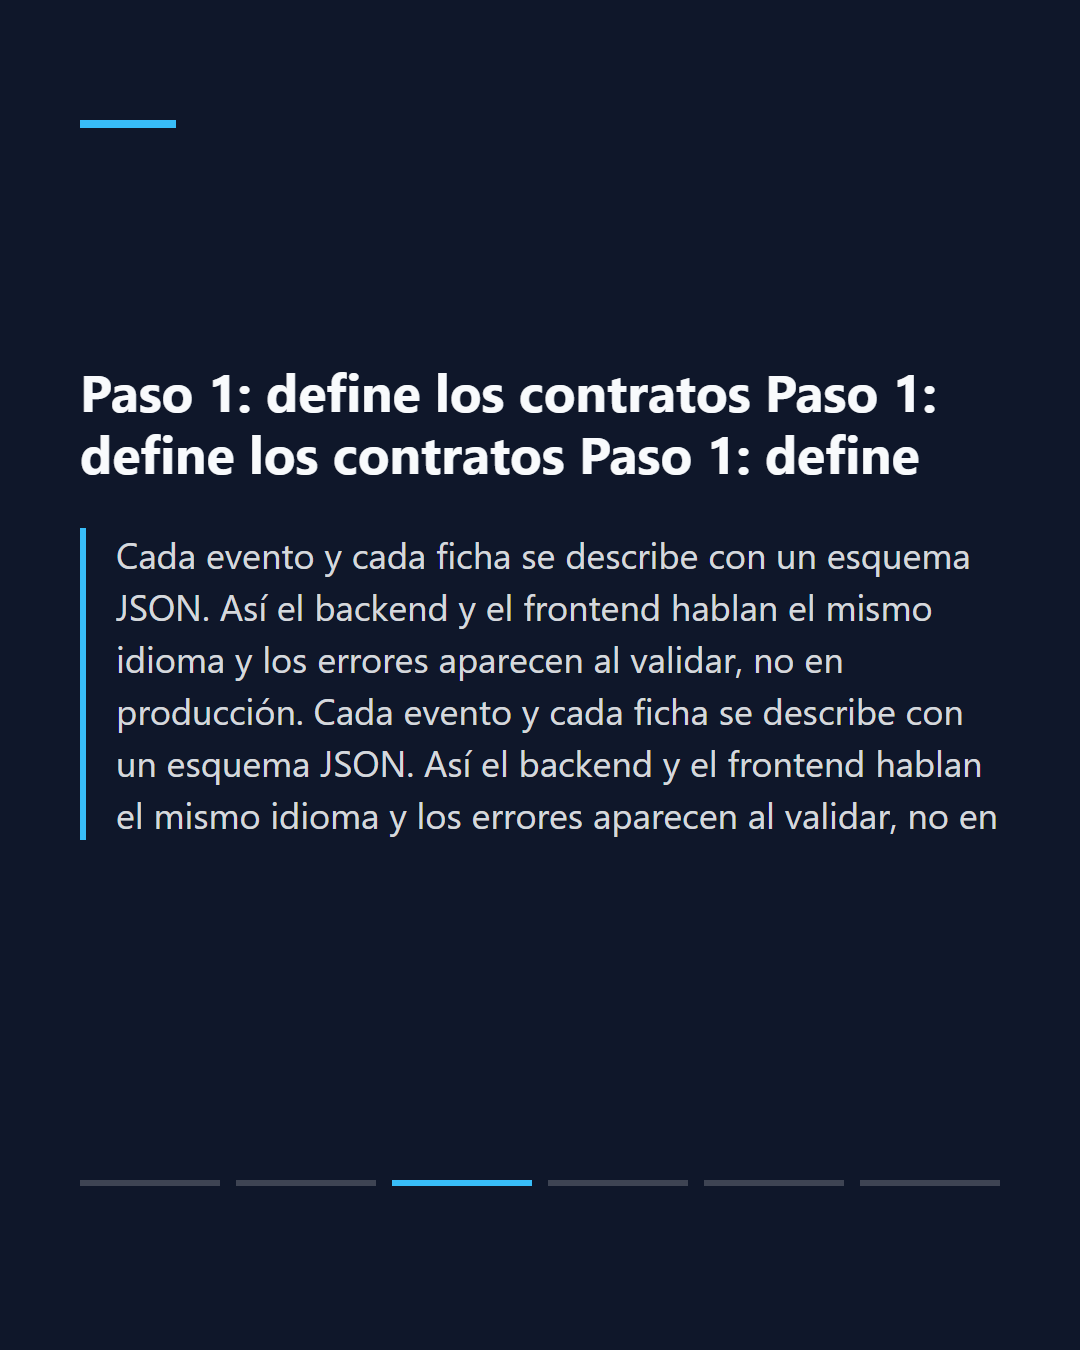 Paso 1: define los contratos Paso 1:
define los contratos Paso 1: define
Cada evento y cada ficha se describe con un esquema
JSON. Así el backend y el frontend hablan el mismo
idioma y los errores aparecen al validar, no en
producción. Cada evento y cada ficha se describe con
un esquema JSON. Así el backend y el frontend hablan
el mismo idioma y los errores aparecen al validar, no en